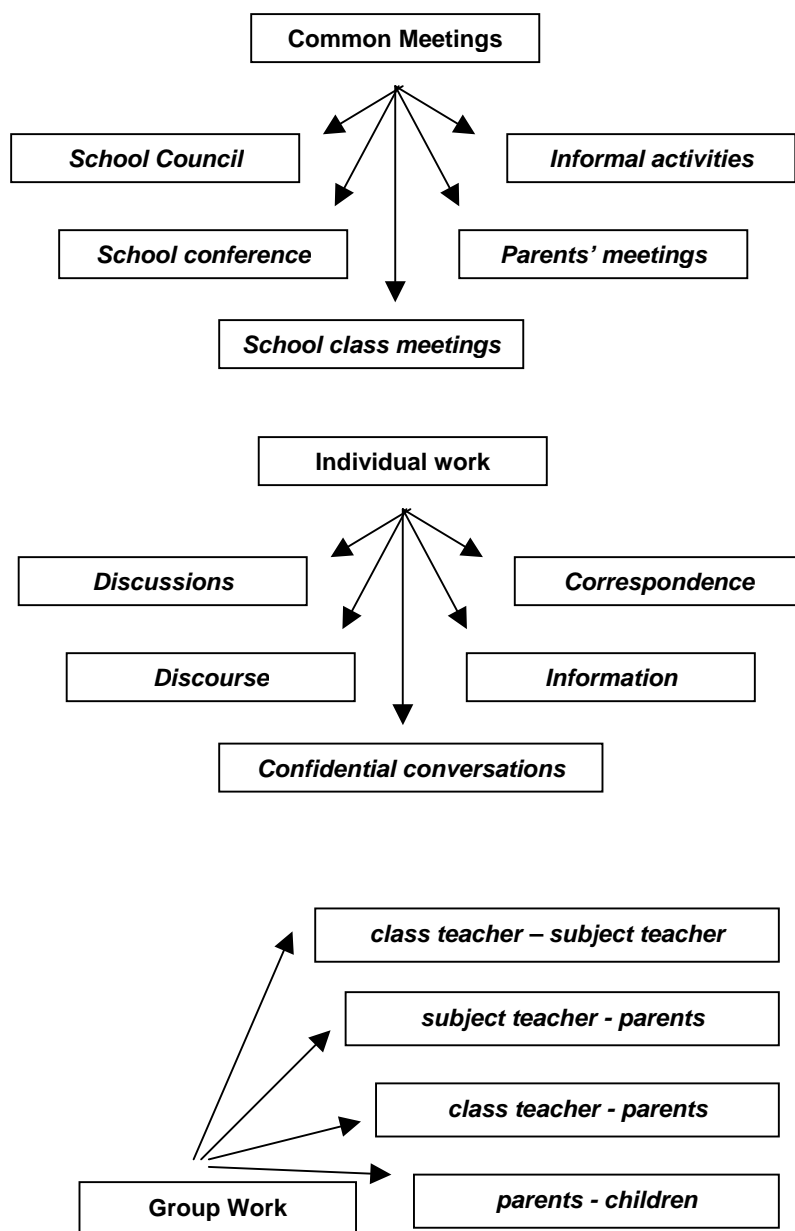 Common Meetings
School Council
Informal activities
School conference
Parents’ meetings
School class meetings
Individual work
Discussions
Correspondence
Discourse
Information
Confidential conversations
class teacher – subject teacher
subject teacher - parents
class teacher - parents
Group Work
parents - children